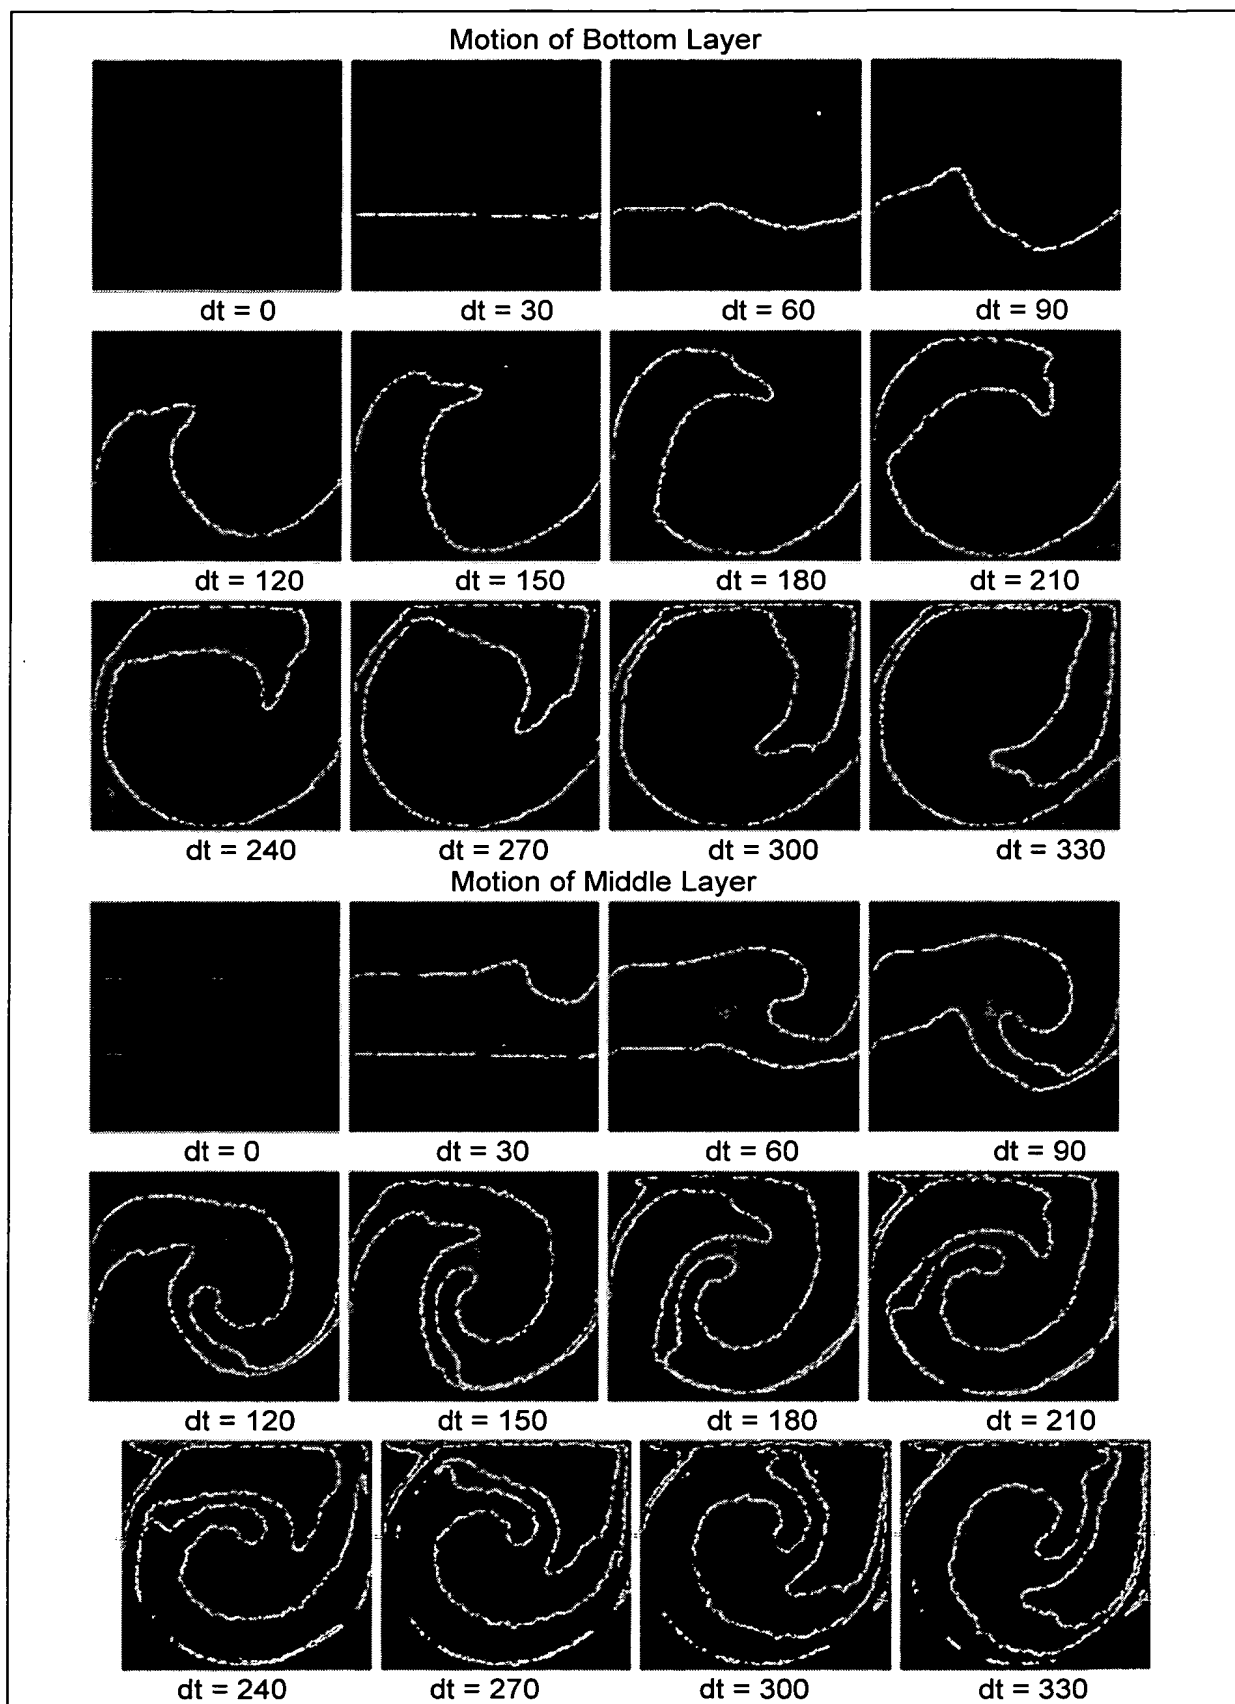 Motion of Bottom Layer
dt = 0 dt = 30 dt = 60 dt = 90
dt = 120 dt = 150 dt = 180 dt = 210
dt = 240 dt = 270 dt = 300 dt = 330
Motion of Middle Layer
dt = 0 dt = 30 dt = 60 dt = 90
dt = 120 dt = 150 dt = 180 dt = 210
dt = 240 dt = 270 dt = 300 dt = 330